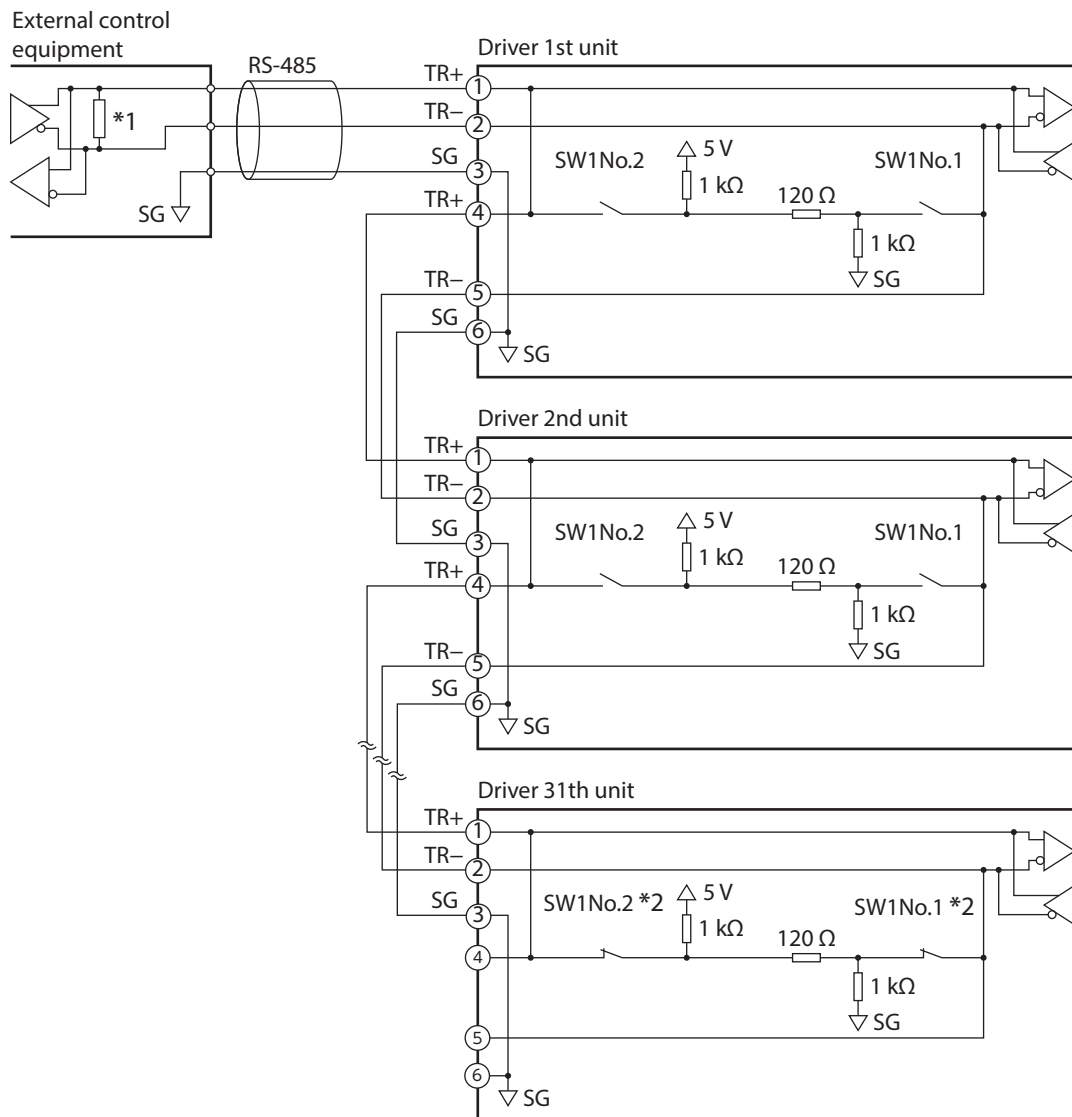 External control
equipment
RS-485
*1
SG
Driver 1st unit
TR+
1
TR−
2
SG
3
TR+
4
TR−
5
SG
6
SW1No.2
5 V
1 kΩ
120 Ω
SW1No.1
1 kΩ
SG
SG
Driver 2nd unit
TR+
1
TR−
2
SG
3
TR+
4
TR−
5
SG
6
SW1No.2
5 V
1 kΩ
120 Ω
SW1No.1
1 kΩ
SG
SG
Driver 31th unit
TR+
1
TR−
2
SG
3
4
5
6
SW1No.2 *2
5 V
1 kΩ
120 Ω
SW1No.1 *2
1 kΩ
SG
SG